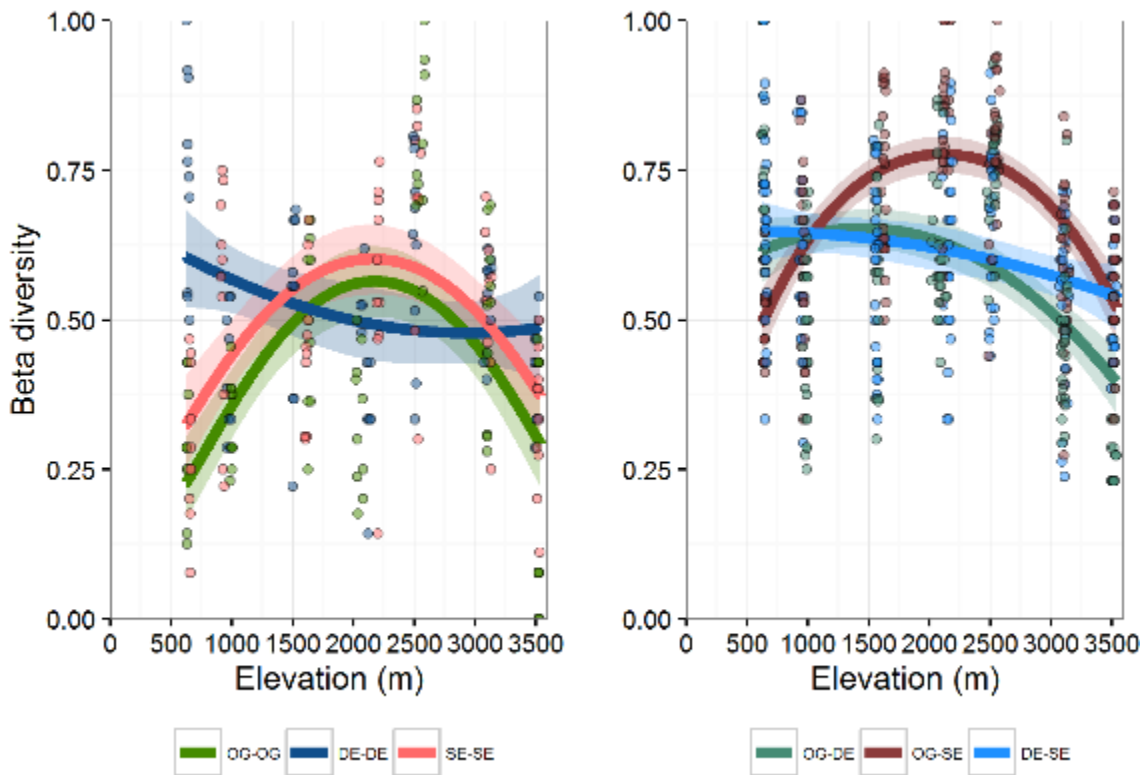 1.00 1.00
0.75 0.75
Beta diversity
0.50 0.50
0.25 0.25
0.00 0.00
0 500 1000 1500 2000 2500 3000 3500 0 500 1000 1500 2000 2500 3000 3500
Elevation (m) Elevation (m)
OG-OG DE-DE SE-SE OG-DE OG-SE DE-SE